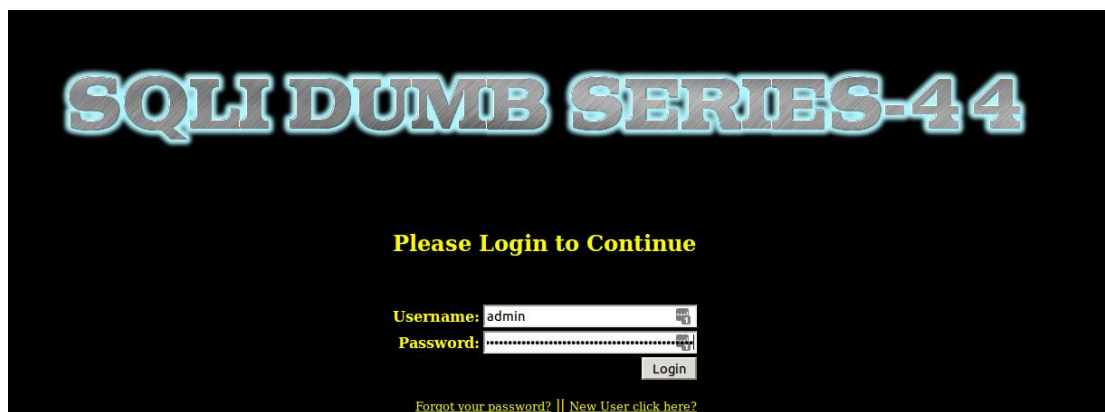 SQLI DUMB SERIES-44
Please Login to Continue
Username: admin
Password: ••••••••••••••••••••••••••••••••••••••••••
Login
Forgot your password? || New User click here?